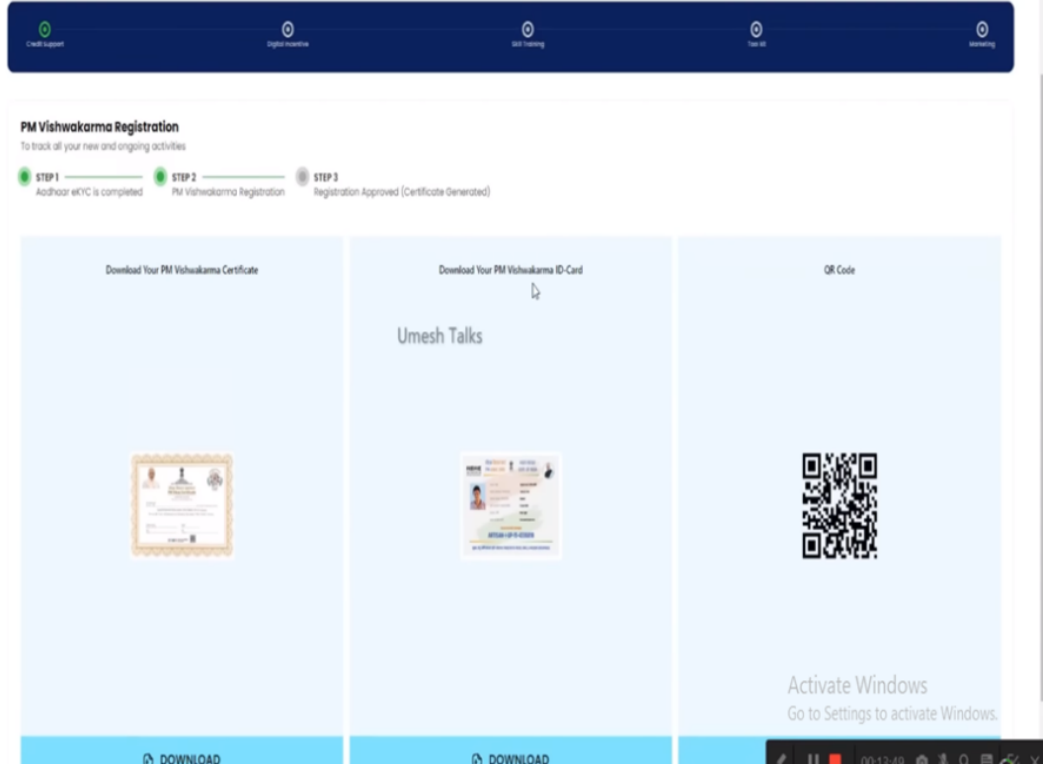 Credit Support
Digital Incentive
Skill Training
Tool Kit
Marketing
PM Vishwakarma Registration
To track all your new and ongoing activities
STEP 1
Aadhaar eKYC is completed
STEP 2
PM Vishwakarma Registration
STEP 3
Registration Approved (Certificate Generated)
Download Your PM Vishwakarma Certificate
Download Your PM Vishwakarma ID-Card
QR Code
Umesh Talks
Activate Windows
Go to Settings to activate Windows.
DOWNLOAD
DOWNLOAD
00:13:49